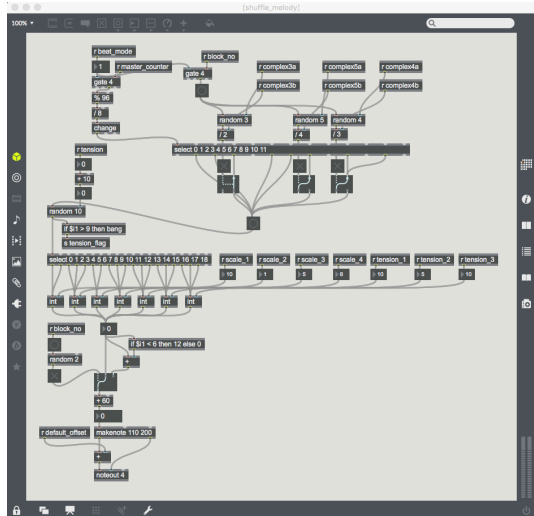 [shuffle_melody]
100%
r beat_mode
r block_no
1
r master_counter
gate 4
r complex3a
r complex5a
r complex4a
gate 4
r complex3b
r complex5b
r complex4b
% 96
/ 8
random 3
random 5
random 4
change
/ 2
/ 4
/ 3
r tension
select 0 1 2 3 4 5 6 7 8 9 10 11
0
+ 10
0
random 10
if $i1 > 9 then bang
s tension_flag
select 0 1 2 3 4 5 6 7 8 9 10 11 12 13 14 15 16 17 18
r scale_1
r scale_2
r scale_3
r scale_4
r tension_1
r tension_2
r tension_3
10
1
5
10
5
10
int
int
int
int
int
int
int
r block_no
0
if $i1 < 6 then 12 else 0
random 2
+
+ 60
0
r default_offset
makenote 110 200
+
noteout 4